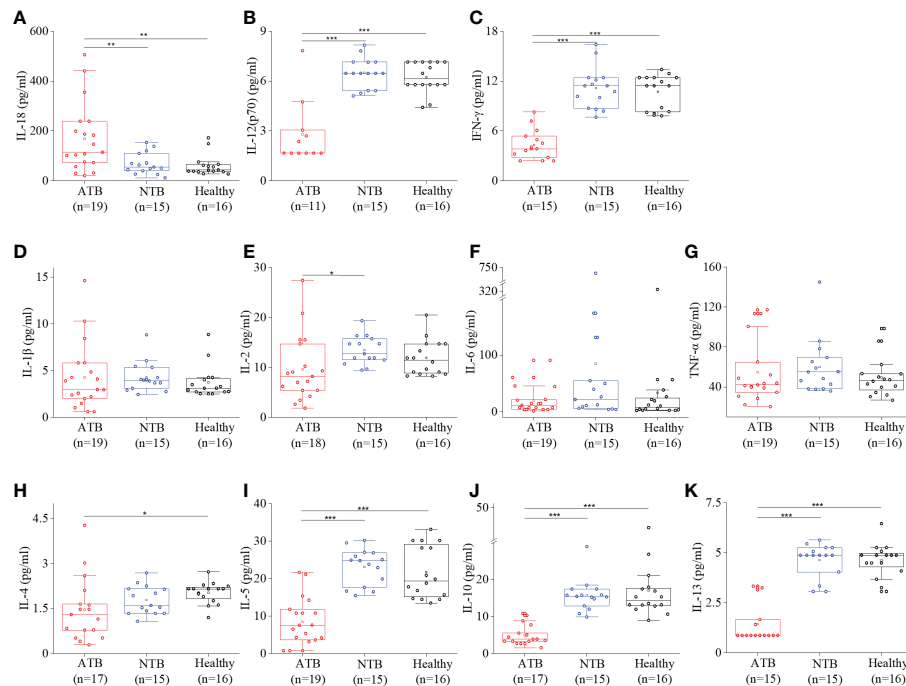 A
B
C
600
400
200
0
IL-18 (pg/ml)
**
**
ATB
NTB
Healthy
(n=19)
(n=15)
(n=16)
9
6
3
0
IL-12(p70) (pg/ml)
***
***
ATB
NTB
Healthy
(n=11)
(n=15)
(n=16)
18
12
6
0
IFN-γ (pg/ml)
***
***
ATB
NTB
Healthy
(n=15)
(n=15)
(n=16)
D
E
F
G
15
10
5
0
IL-1β (pg/ml)
ATB
NTB
Healthy
(n=19)
(n=15)
(n=16)
30
20
10
0
IL-2 (pg/ml)
*
ATB
NTB
Healthy
(n=18)
(n=15)
(n=16)
750
320
100
0
IL-6 (pg/ml)
ATB
NTB
Healthy
(n=19)
(n=15)
(n=16)
160
120
80
40
TNF-α (pg/ml)
ATB
NTB
Healthy
(n=19)
(n=15)
(n=16)
H
I
J
K
4.5
3
1.5
0
IL-4 (pg/ml)
*
ATB
NTB
Healthy
(n=17)
(n=15)
(n=16)
40
30
20
10
0
IL-5 (pg/ml)
***
***
ATB
NTB
Healthy
(n=19)
(n=15)
(n=16)
50
30
15
0
IL-10 (pg/ml)
***
***
ATB
NTB
Healthy
(n=17)
(n=15)
(n=16)
7.5
5
2.5
0
IL-13 (pg/ml)
***
***
ATB
NTB
Healthy
(n=15)
(n=15)
(n=16)